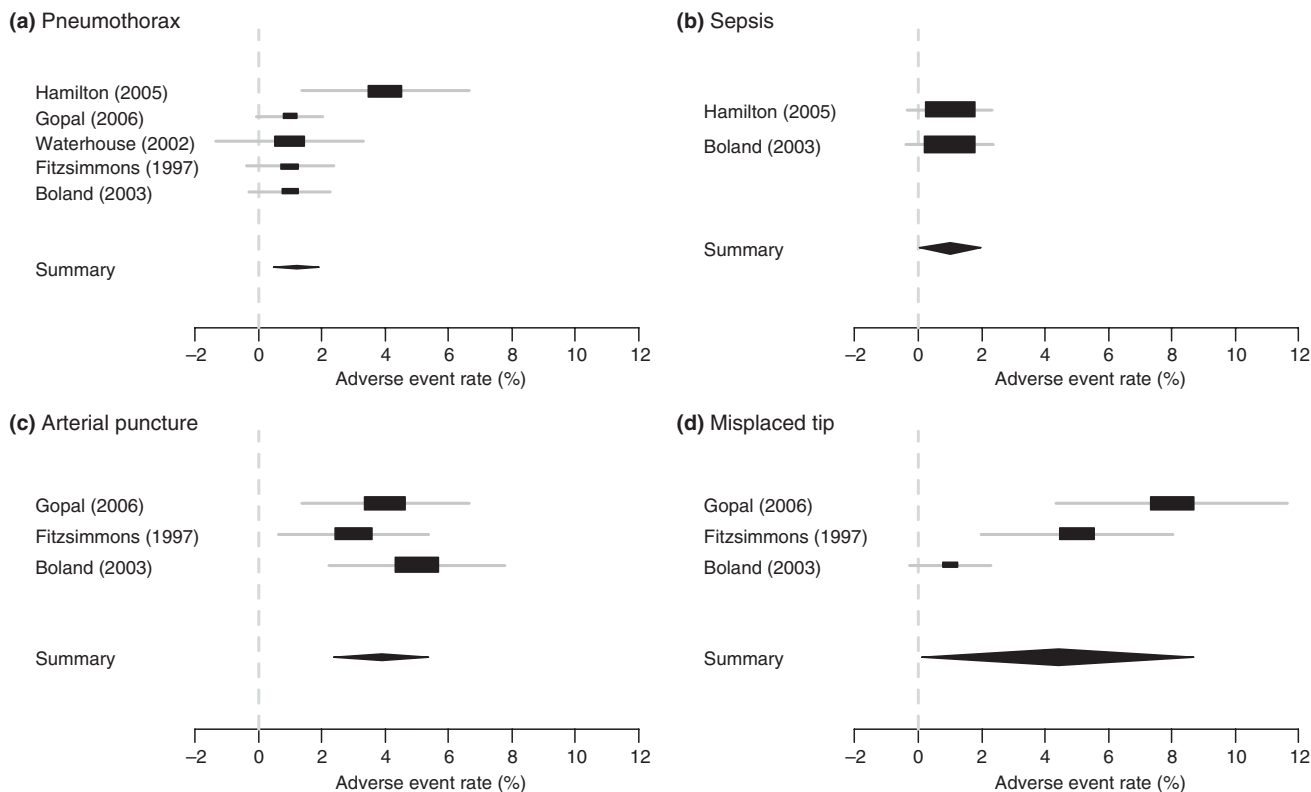 (a) Pneumothorax
Hamilton (2005)
Gopal (2006)
Waterhouse (2002)
Fitzsimmons (1997)
Boland (2003)
Summary
–2 0 2 4 6 8 10 12
Adverse event rate (%)
(b) Sepsis
Hamilton (2005)
Boland (2003)
Summary
–2 0 2 4 6 8 10 12
Adverse event rate (%)
(c) Arterial puncture
Gopal (2006)
Fitzsimmons (1997)
Boland (2003)
Summary
–2 0 2 4 6 8 10 12
Adverse event rate (%)
(d) Misplaced tip
Gopal (2006)
Fitzsimmons (1997)
Boland (2003)
Summary
–2 0 2 4 6 8 10 12
Adverse event rate (%)